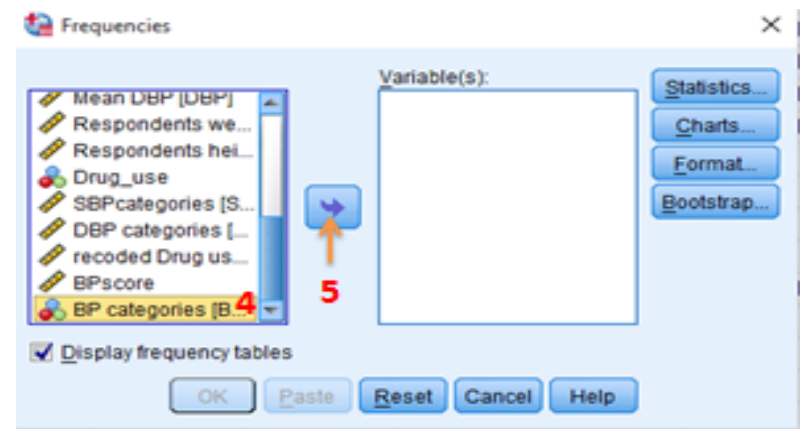 Frequencies
Variable(s):
Mean DBP [DBP]
Respondents we...
Respondents hei...
Drug_use
SBPcategories [S...
DBP categories [...
recoded Drug us...
BPscore
BP categories [B...
4
5
Statistics...
Charts...
Format...
Bootstrap...
Display frequency tables
OK Paste Reset Cancel Help